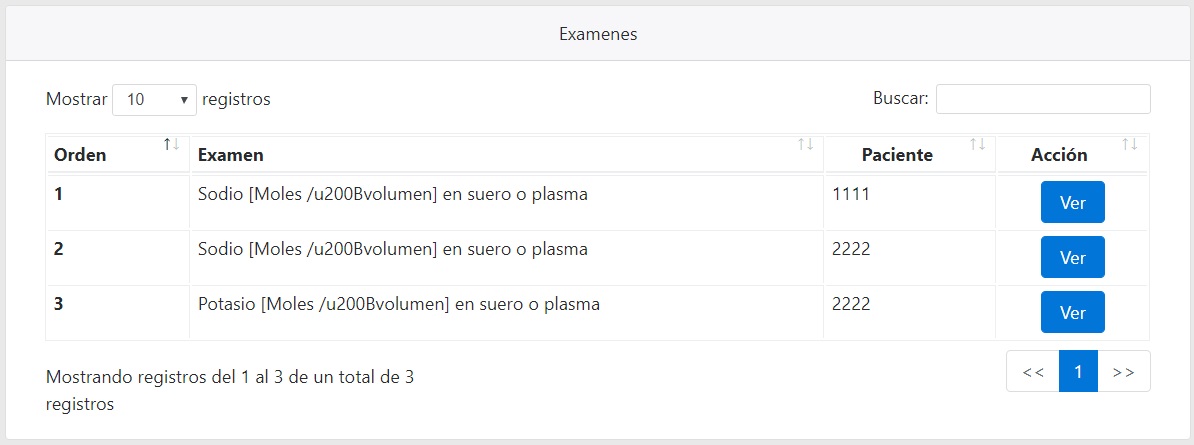 Examenes
Mostrar 10 registros Buscar:
Orden Examen Paciente Acción
1 Sodio [Moles /u200Bvolumen] en suero o plasma 1111 Ver
2 Sodio [Moles /u200Bvolumen] en suero o plasma 2222 Ver
3 Potasio [Moles /u200Bvolumen] en suero o plasma 2222 Ver
Mostrando registros del 1 al 3 de un total de 3
registros
<< 1 >>